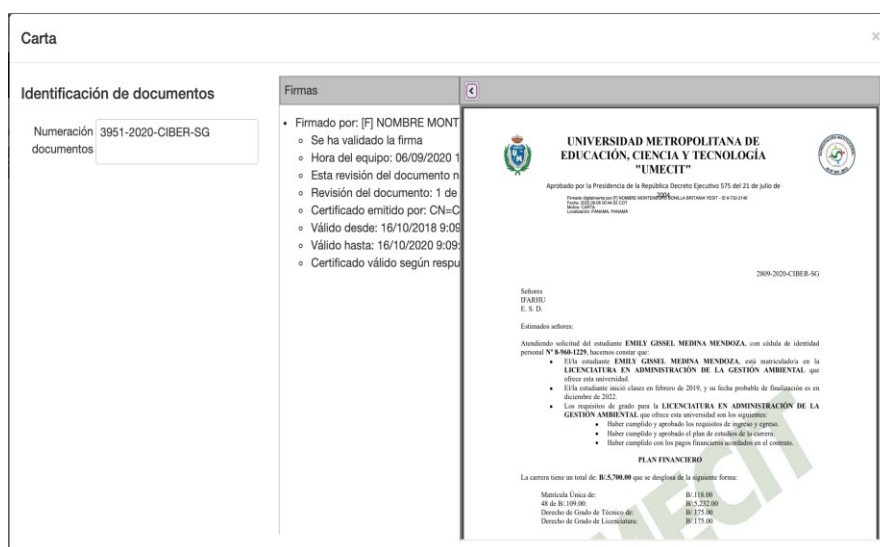 Carta
×
Identificación de documentos
Numeración documentos
3951-2020-CIBER-SG
Firmas
Firmado por: [F] NOMBRE MONT
Se ha validado la firma
Hora del equipo: 06/09/2020 1
Esta revisión del documento n
Revisión del documento: 1 de
Certificado emitido por: CN=C
Válido desde: 16/10/2018 9:09
Válido hasta: 16/10/2020 9:09:
Certificado válido según respu
UNIVERSIDAD METROPOLITANA DE
EDUCACIÓN, CIENCIA Y TECNOLOGÍA
"UMECIT"
Aprobado por la Presidencia de la República Decreto Ejecutivo 575 del 21 de julio de
2004
Motivo: CARTA
Localización: PANAMA, PANAMÁ
2809-2020-CIBER-SG
Señores
IFARHU
E. S. D.
Estimados señores:
Atendiendo solicitud del estudiante EMILY GISSEL MEDINA MENDOZA, con cédula de identidad
personal N° 8-960-1229, hacemos constar que:
El/la estudiante EMILY GISSEL MEDINA MENDOZA, está matriculado/a en la
LICENCIATURA EN ADMINISTRACIÓN DE LA GESTIÓN AMBIENTAL que
ofrece esta universidad.
El/la estudiante inició clases en febrero de 2019, y su fecha probable de finalización es en
diciembre de 2022.
Los requisitos de grado para la LICENCIATURA EN ADMINISTRACIÓN DE LA
GESTIÓN AMBIENTAL que ofrece esta universidad son los siguientes:
Haber cumplido y aprobado los requisitos de ingreso y egreso.
Haber cumplido y aprobado el plan de estudios de la carrera.
Haber cumplido con los pagos financieros acordados en el contrato.
PLAN FINANCIERO
La carrera tiene un total de: B/.5,700.00 que se desglosa de la siguiente forma:
Matrícula Única de: B/.118.00
48 de B/.109.00: B/.5,232.00
Derecho de Grado de Técnico de: B/.175.00
Derecho de Grado de Licenciatura: B/.175.00
UMECIT